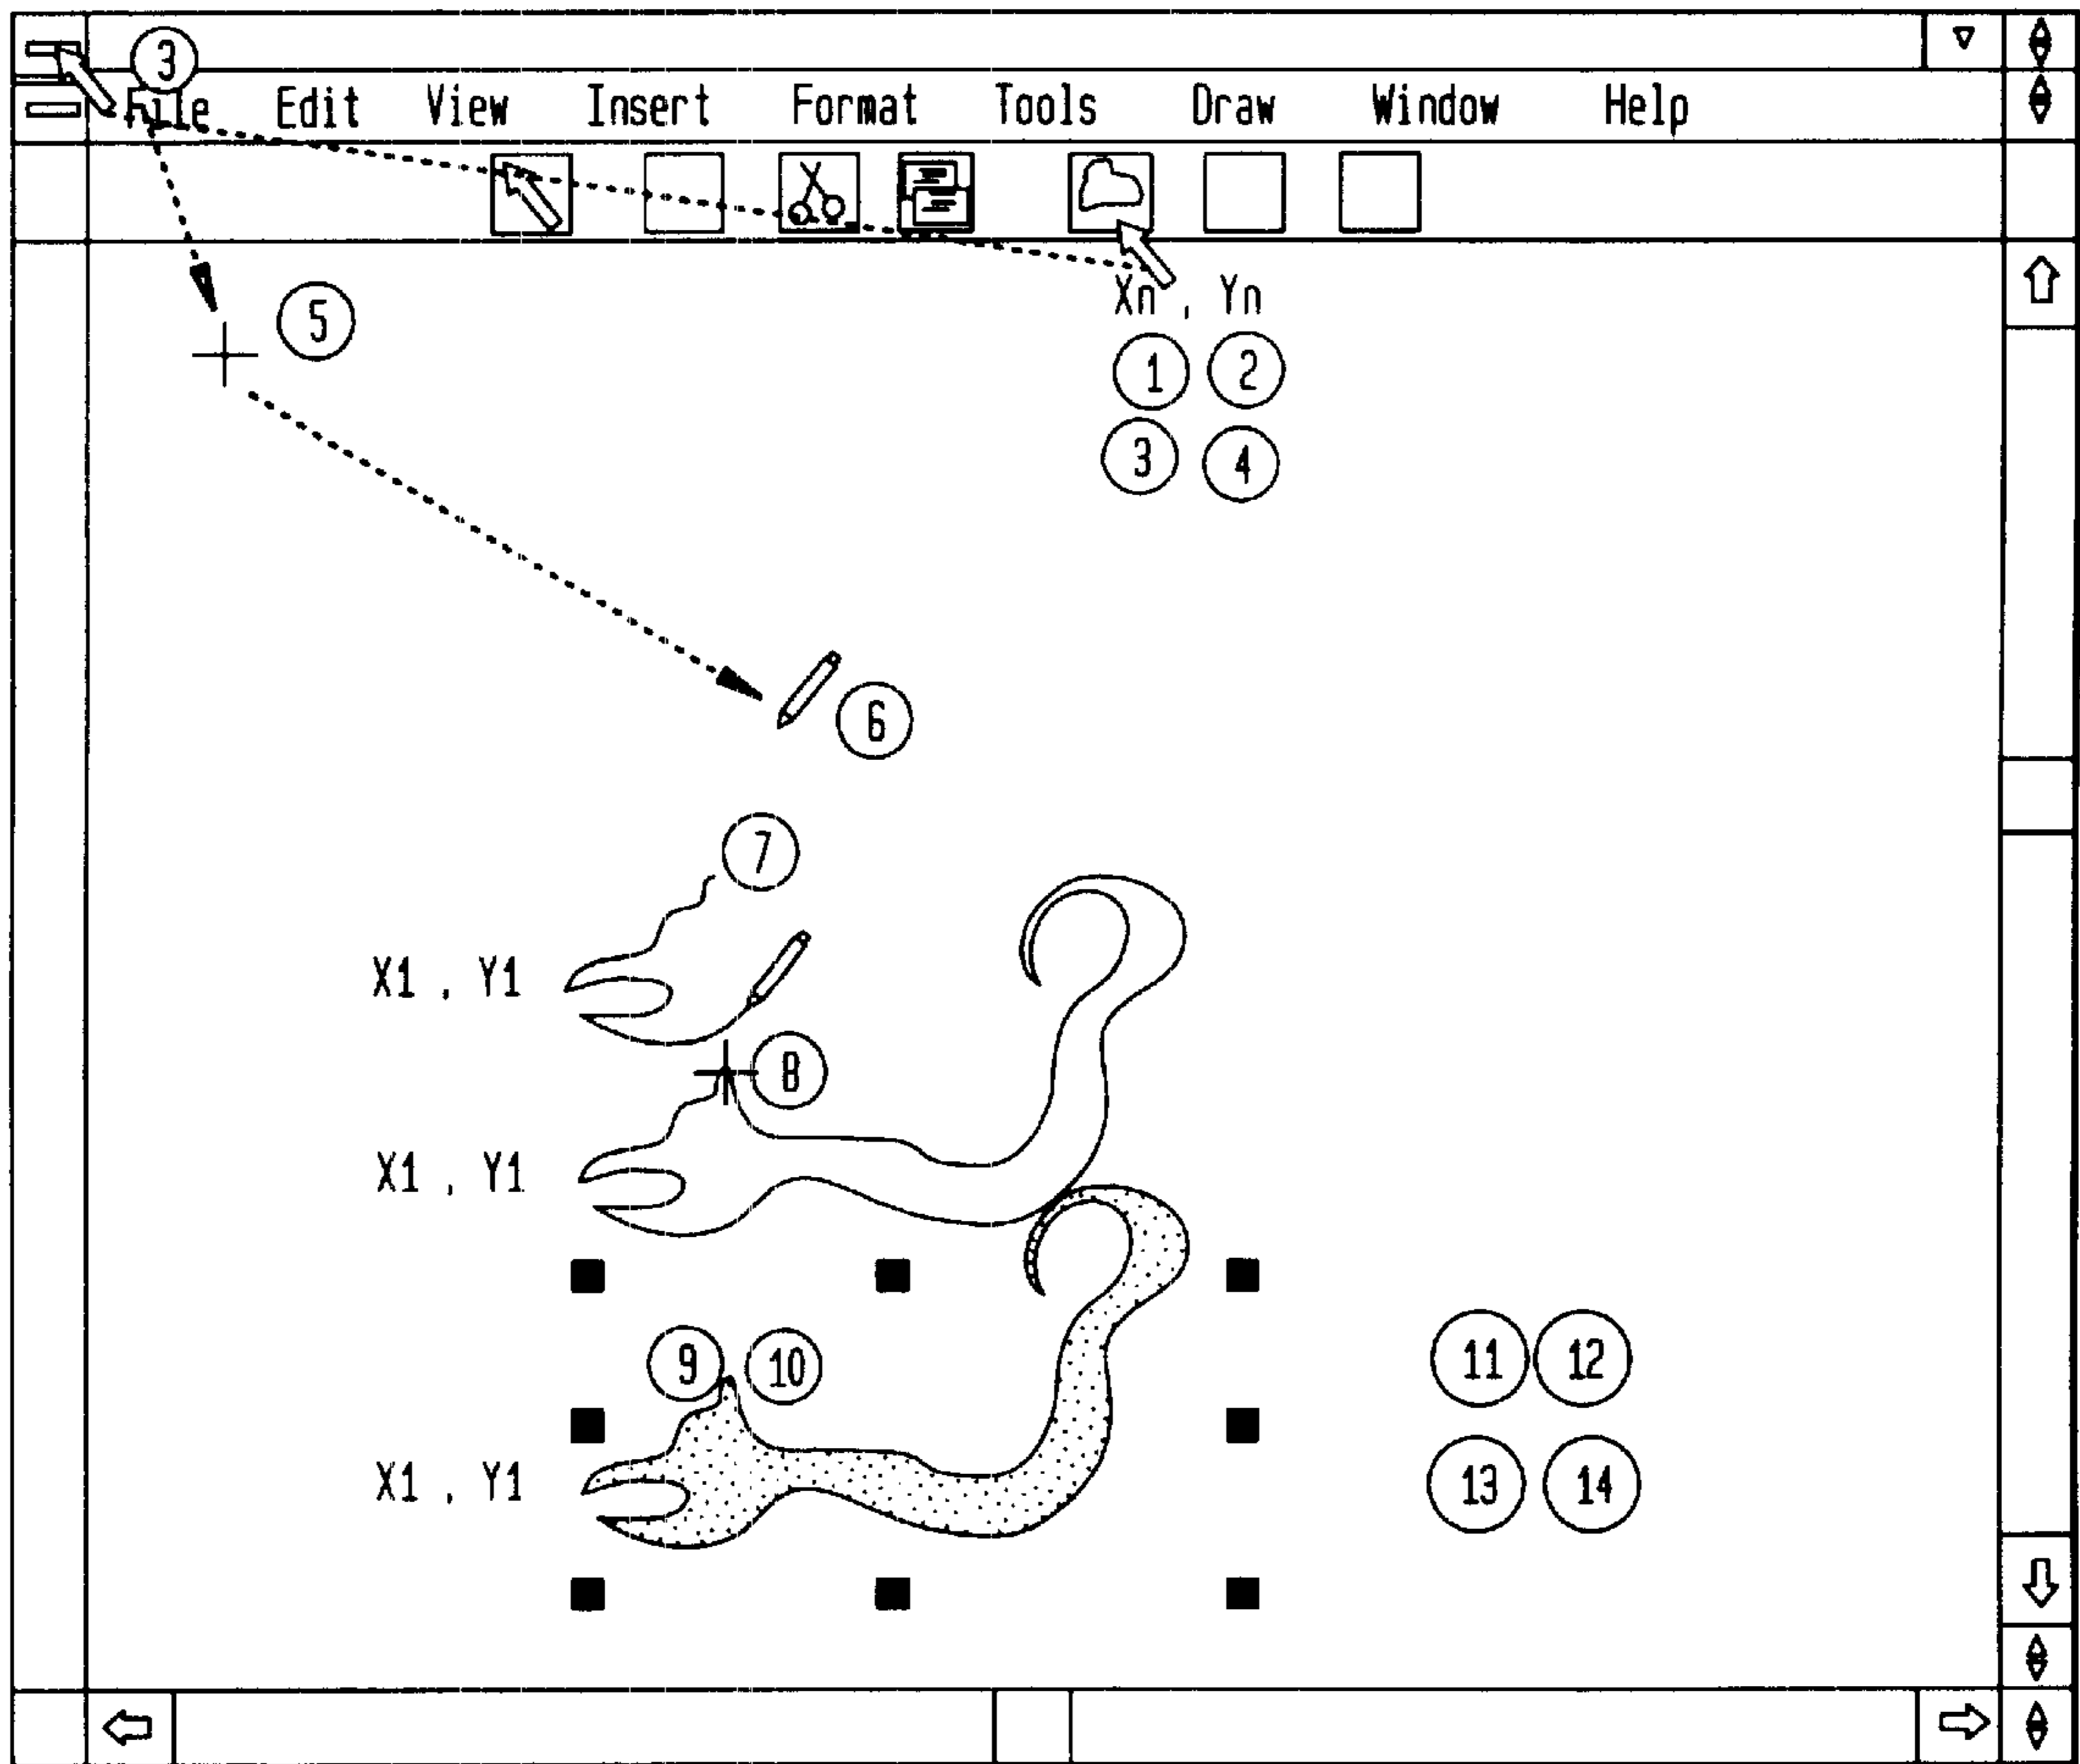 3
File Edit View Insert Format Tools Draw Window Help
Xn , Yn
5
1 2
3 4
6
7
X1 , Y1
8
X1 , Y1
9 10 11 12
X1 , Y1 13 14